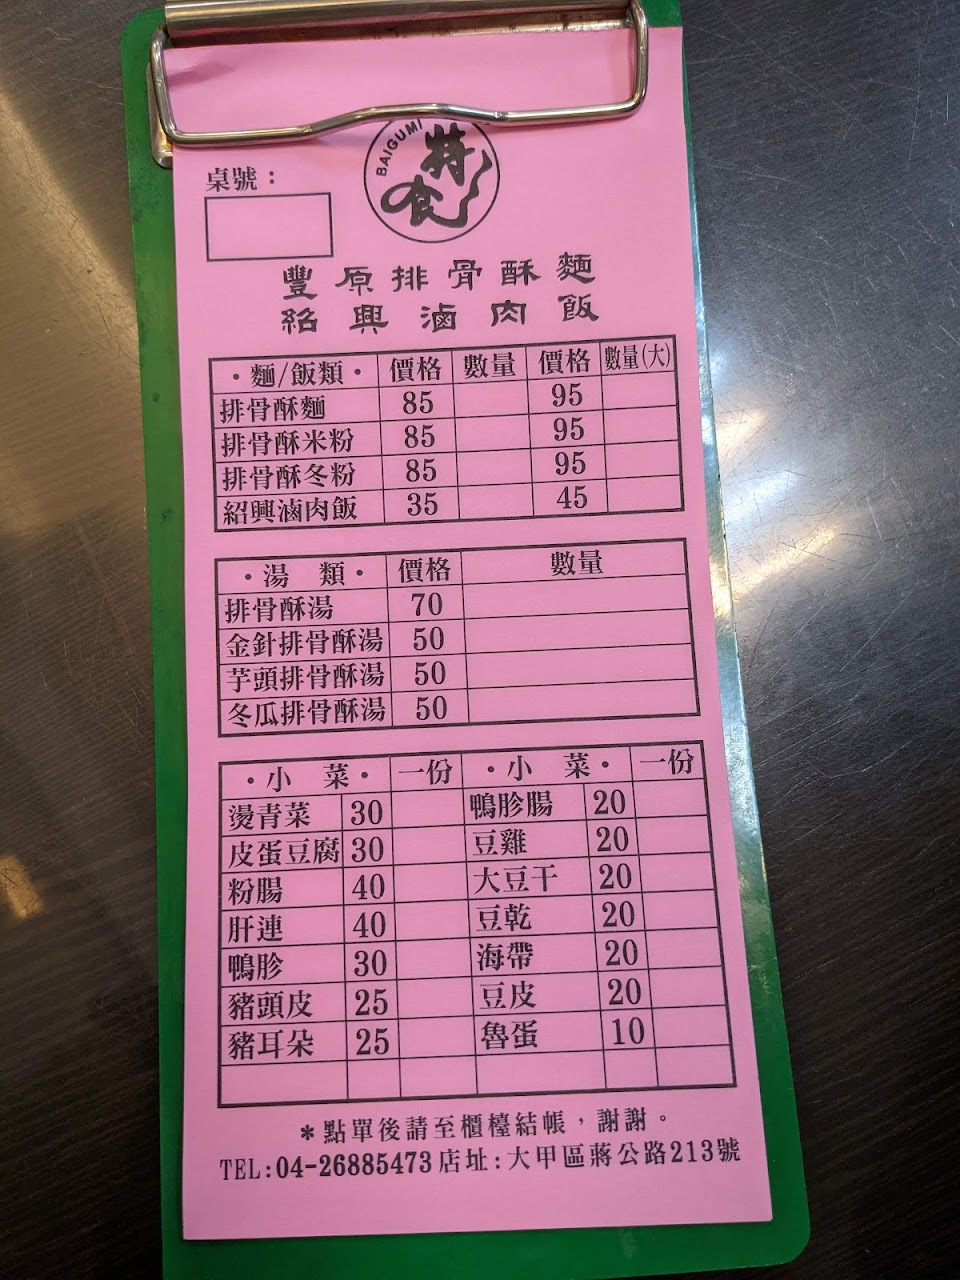 BAIGUMI
特食
桌號：
豐原排骨酥麵
紹興滷肉飯
・麵/飯類・ 價格 數量 價格 數量(大)
排骨酥麵 85 95
排骨酥米粉 85 95
排骨酥冬粉 85 95
紹興滷肉飯 35 45
・湯 類・ 價格 數量
排骨酥湯 70
金針排骨酥湯 50
芋頭排骨酥湯 50
冬瓜排骨酥湯 50
・小 菜・ 一份 ・小 菜・ 一份
燙青菜 30 鴨胗腸 20
皮蛋豆腐 30 豆雞 20
粉腸 40 大豆干 20
肝連 40 豆乾 20
鴨胗 30 海帶 20
豬頭皮 25 豆皮 20
豬耳朵 25 魯蛋 10
＊點單後請至櫃檯結帳，謝謝。
TEL:04-26885473 店址:大甲區蔣公路213號